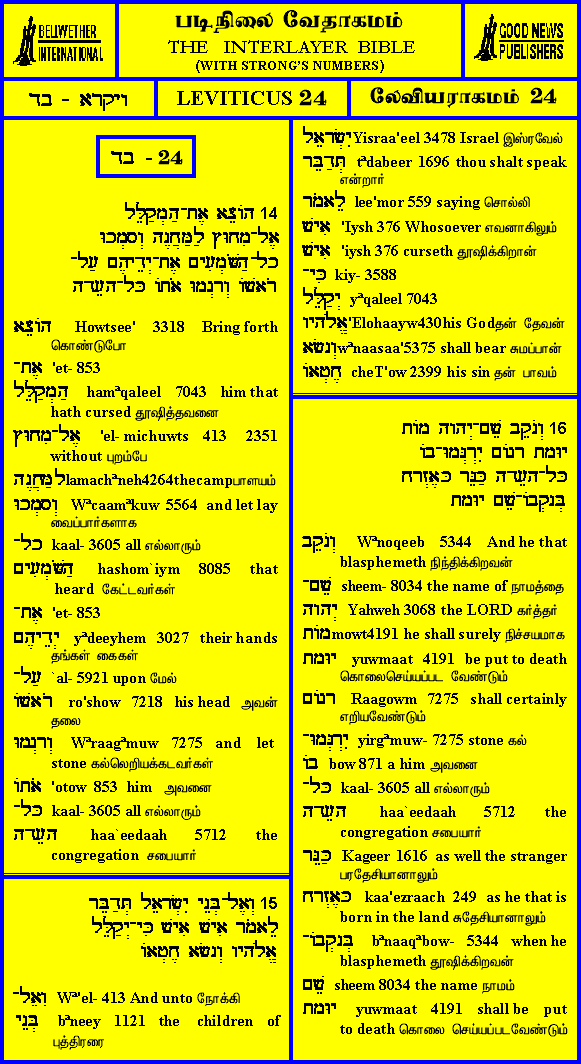 BELLWETHER
INTERNATIONAL
படிநிலை வேதாகமம்
THE INTERLAYER BIBLE
(WITH STRONG'S NUMBERS)
GOOD NEWS
PUBLISHERS
ויקרא - בד
LEVITICUS 24
லேவியராகமம் 24
בד - 24
14 הוֹצֵא אֶת־הַמְקַלֵּל
אֶל־מִחוּץ לַמַּחֲנֶה וְסָמְכוּ
כָל־הַשֹּׁמְעִים אֶת־יְדֵיהֶם עַל־
רֹאשׁוֹ וְרָגְמוּ אֹתוֹ כָּל־הָעֵדָה
הוֹצֵא Howtsee' 3318 Bring forth
கொண்டுபோ
אֶת־ 'et- 853
הַמְקַלֵּל hamªqaleel 7043 him that
hath cursed தூஷித்தவனை
אֶל־מִחוּץ 'el- michuwts 413 2351
without புறம்பே
לַמַּחֲנֶה lamachªneh4264thecampபாளயம்
וְסָמְכוּ Wªcaamªkuw 5564 and let lay
வைப்பார்களாக
כָל־ kaal- 3605 all எல்லாரும்
הַשֹּׁמְעִים hashom`iym 8085 that
heard கேட்டவர்கள்
אֶת־ 'et- 853
יְדֵיהֶם yªdeeyhem 3027 their hands
தங்கள் கைகள்
עַל־ `al- 5921 upon மேல்
רֹאשׁוֹ ro'show 7218 his head அவன்
தலை
וְרָגְמוּ Wªraagªmuw 7275 and let
stone கல்லெறியக்கடவர்கள்
אֹתוֹ 'otow 853 him அவனை
כָּל־ kaal- 3605 all எல்லாரும்
הָעֵדָה haa`eedaah 5712 the
congregation சபையார்
15 וְאֶל־בְּנֵי יִשְׂרָאֵל תְּדַבֵּר
לֵאמֹר אִישׁ אִישׁ כִּי־יְקַלֵּל
אֱלֹהָיו וְנָשָׂא חֶטְאוֹ
וְאֶל־ Wª'el- 413 And unto நோக்கி
בְּנֵי bªneey 1121 the children of
புத்திரரை
יִשְׂרָאֵל Yisraa'eel 3478 Israel இஸ்ரவேல்
תְּדַבֵּר tªdabeer 1696 thou shalt speak
என்றார்
לֵאמֹר lee'mor 559 saying சொல்லி
אִישׁ 'Iysh 376 Whosoever எவனாகிலும்
אִישׁ 'iysh 376 curseth தூஷிக்கிறான்
כִּי־ kiy- 3588
יְקַלֵּל yªqaleel 7043
אֱלֹהָיו 'Elohaayw430his Godதன் தேவன்
וְנָשָׂא wªnaasaa'5375 shall bear சுமப்பான்
חֶטְאוֹ cheT'ow 2399 his sin தன் பாவம்
16 וְנֹקֵב שֵׁם־יְהוָה מוֹת
יוּמָת רָגוֹם יִרְגְּמוּ־בוֹ
כָּל־הָעֵדָה כַּגֵּר כָּאֶזְרָח
בְּנָקְבוֹ־שֵׁם יוּמָת
וְנֹקֵב Wªnoqeeb 5344 And he that
blasphemeth நிந்திக்கிறவன்
שֵׁם־ sheem- 8034 the name of நாமத்தை
יְהוָה Yahweh 3068 the LORD கர்த்தர்
מוֹת mowt4191 he shall surely நிச்சயமாக
יוּמָת yuwmaat 4191 be put to death
கொலைசெய்யப்பட வேண்டும்
רָגוֹם Raagowm 7275 shall certainly
எறியவேண்டும்
יִרְגְּמוּ־ yirgªmuw- 7275 stone கல்
בוֹ bow 871 a him அவனை
כָּל־ kaal- 3605 all எல்லாரும்
הָעֵדָה haa`eedaah 5712 the
congregation சபையார்
כַּגֵּר Kageer 1616 as well the stranger
பரதேசியானாலும்
כָּאֶזְרָח kaa'ezraach 249 as he that is
born in the land சுதேசியானாலும்
בְּנָקְבוֹ־ bªnaaqªbow- 5344 when he
blasphemeth தூஷிக்கிறவன்
שֵׁם sheem 8034 the name நாமம்
יוּמָת yuwmaat 4191 shall be put
to death கொலை செய்யப்படவேண்டும்